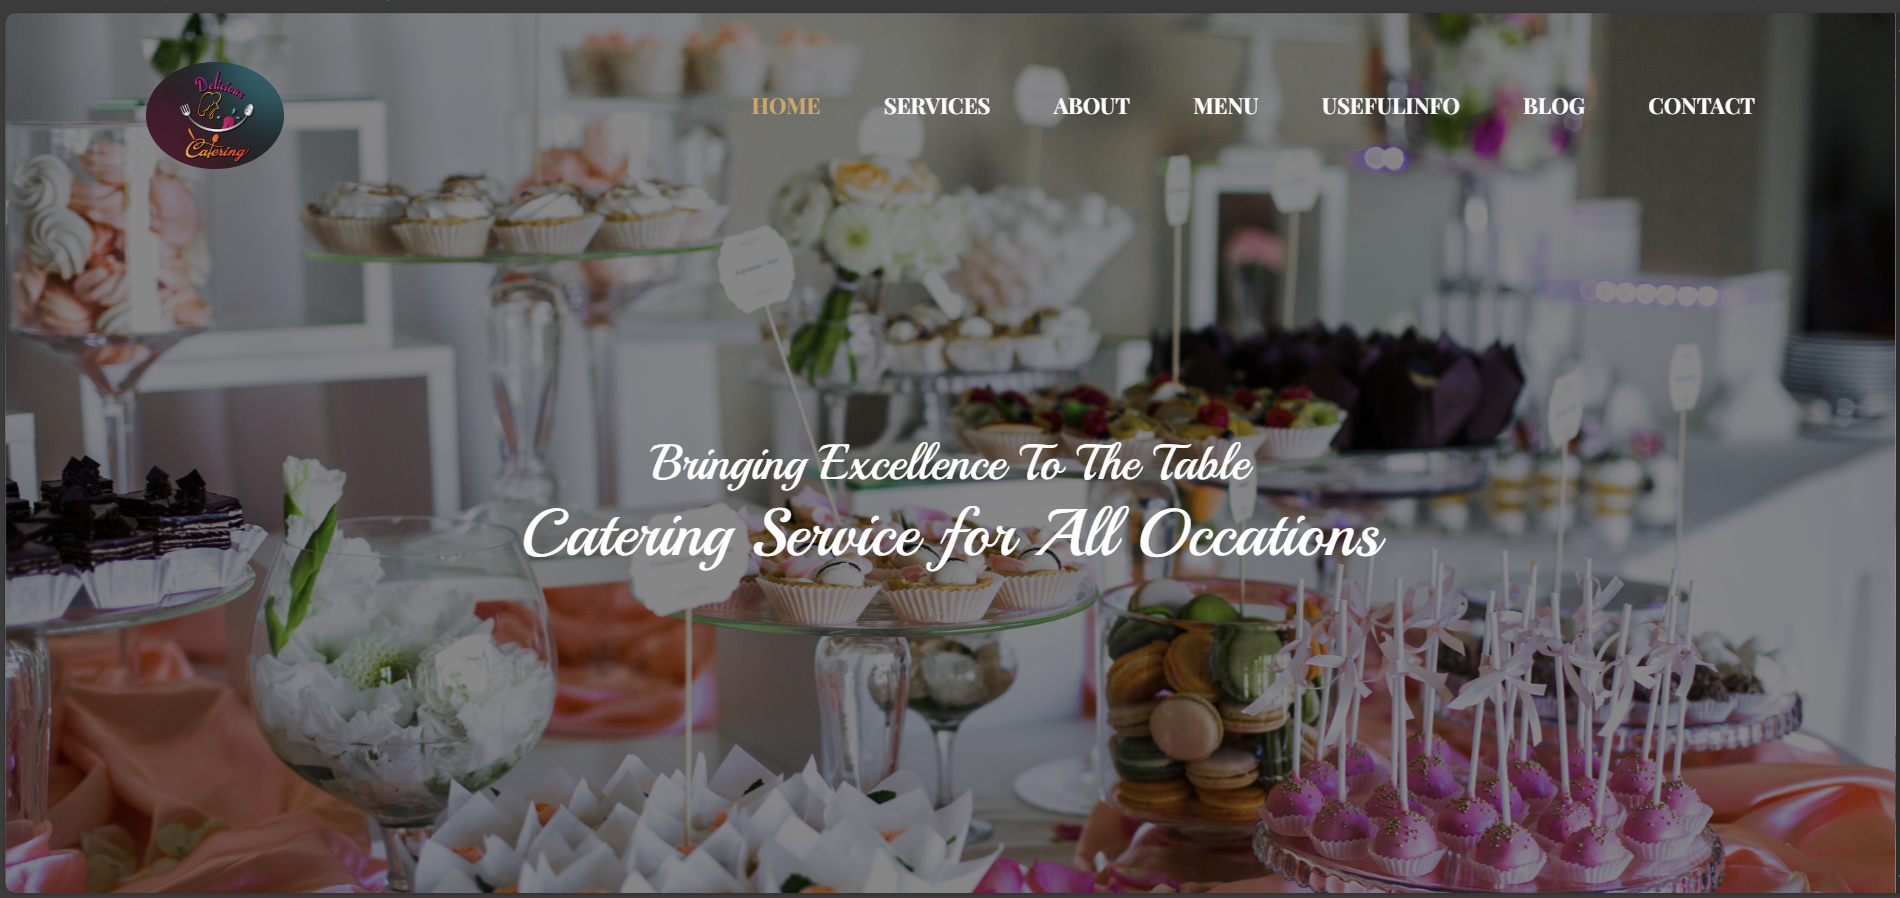 Delicious
Catering
HOME SERVICES ABOUT MENU USEFULINFO BLOG CONTACT
Bringing Excellence To The Table
Catering Service for All Occations